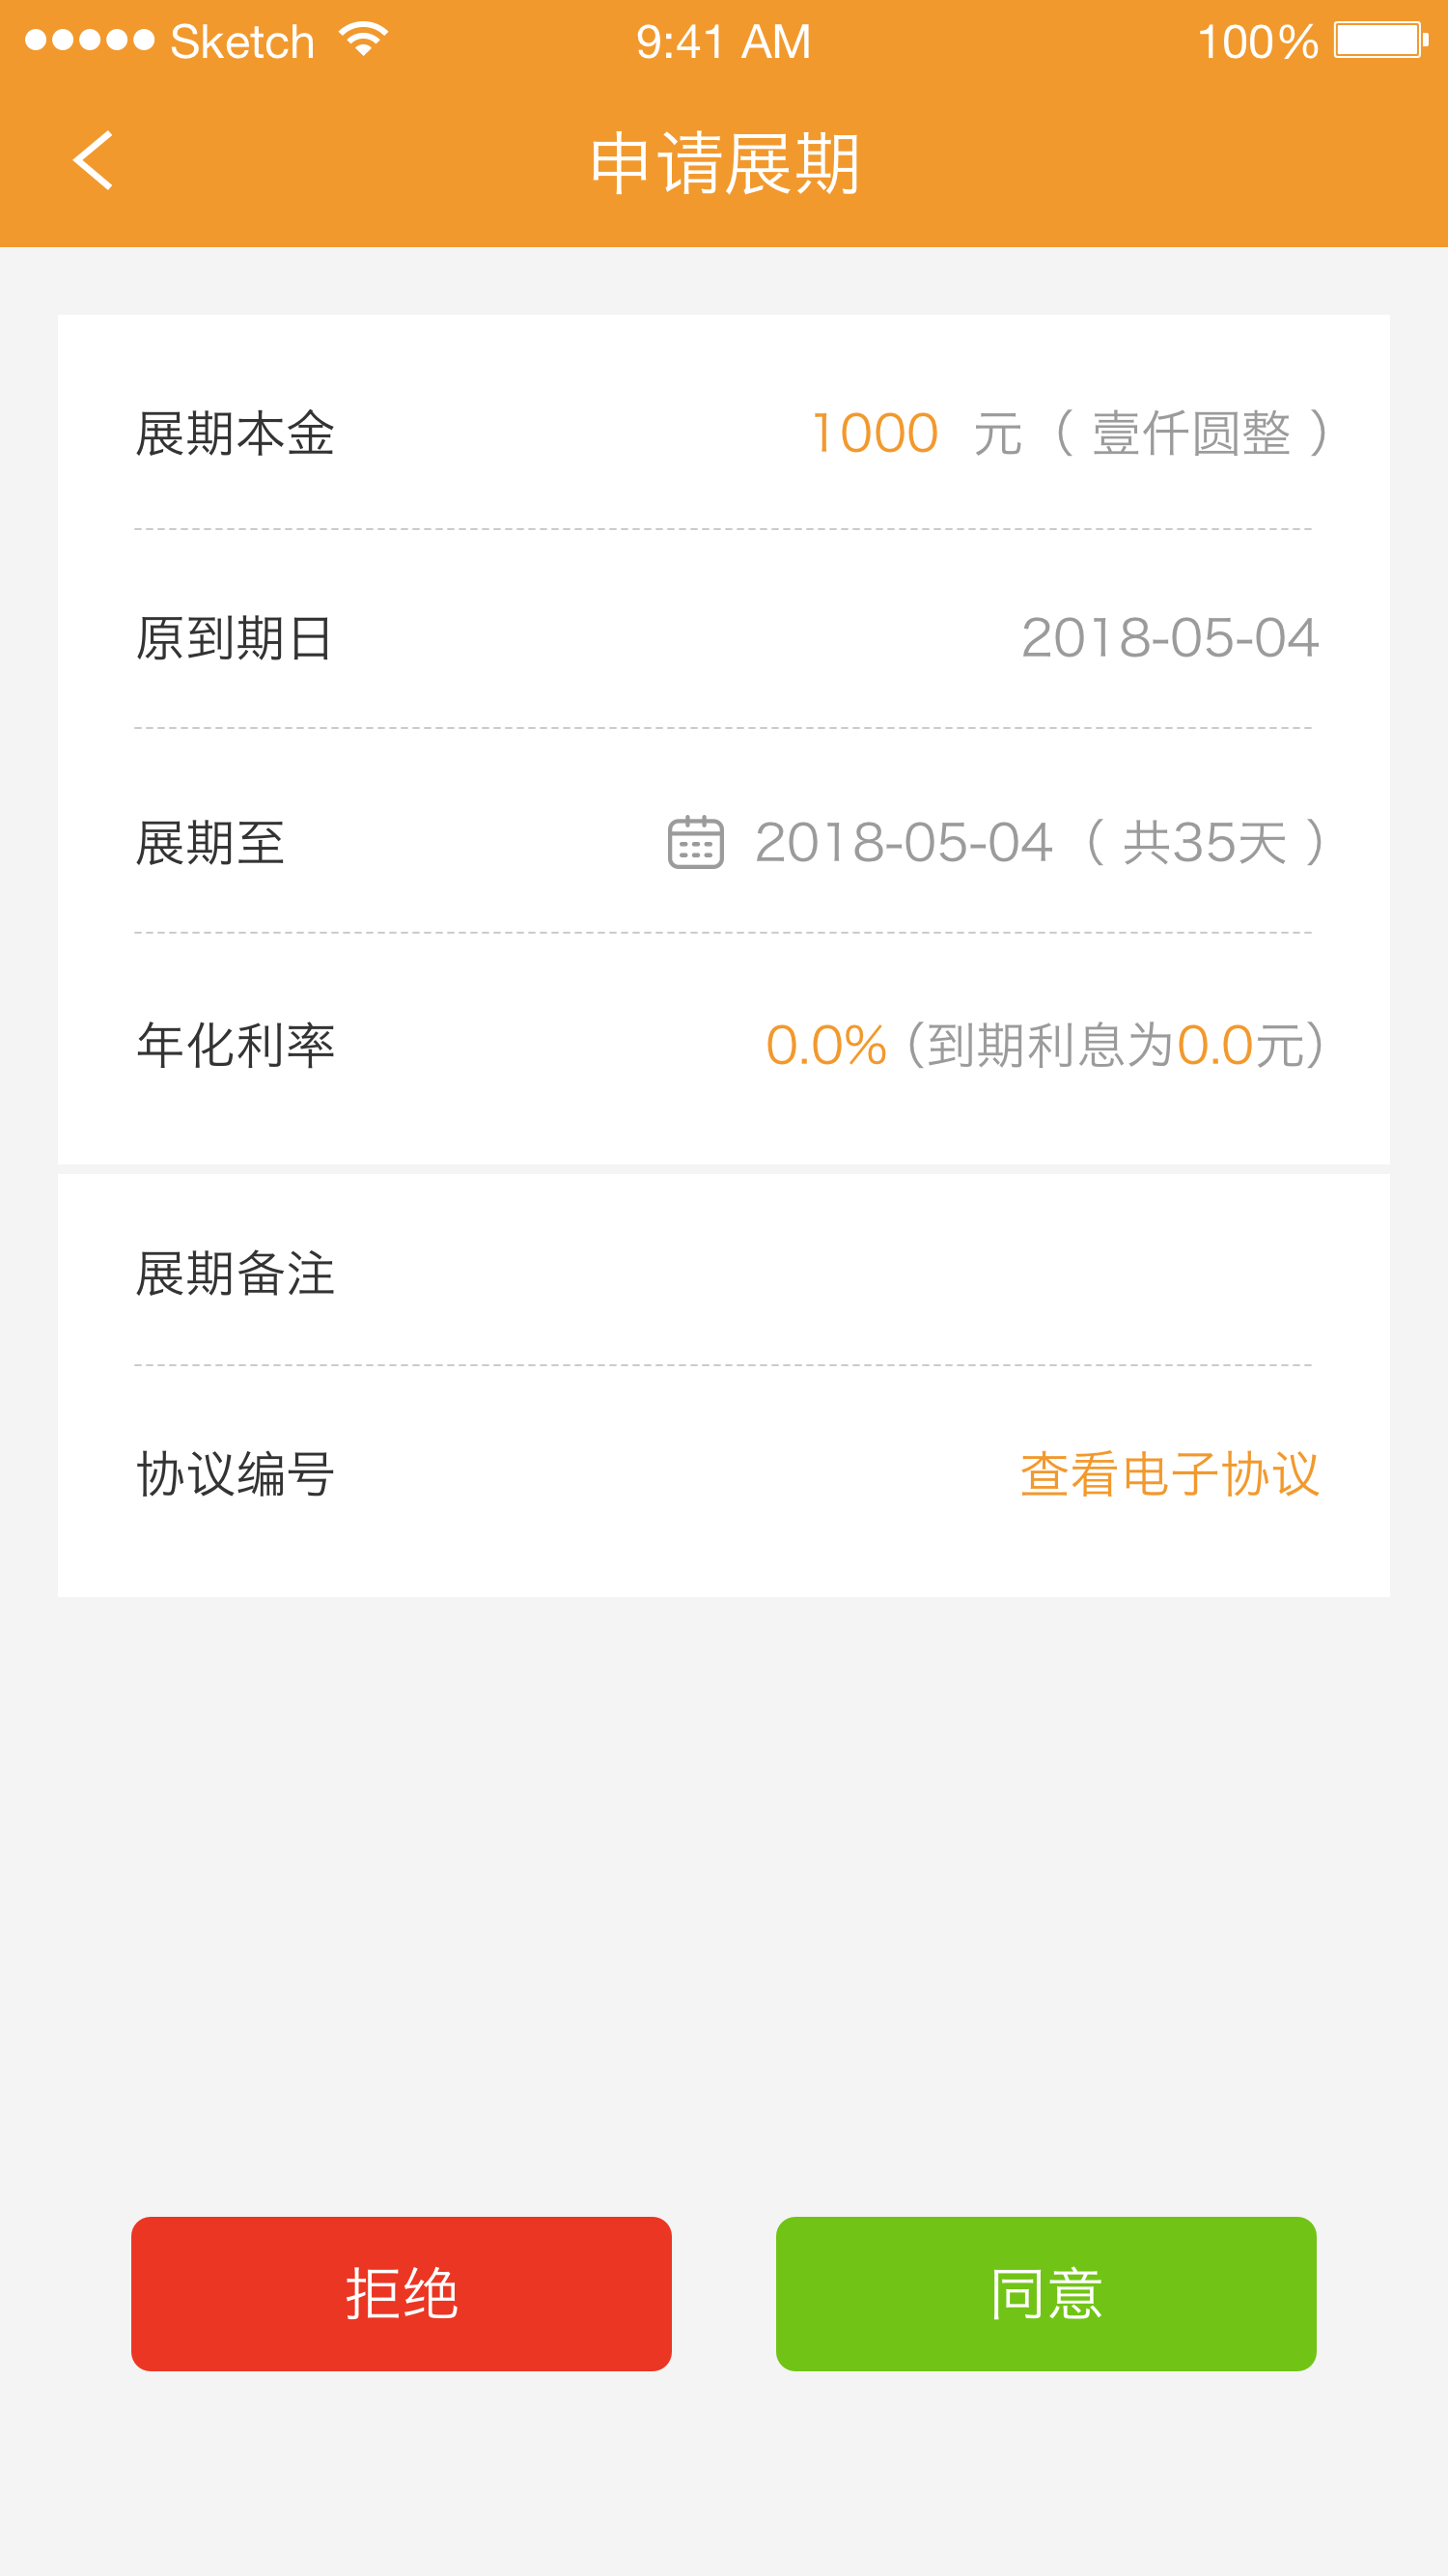 Sketch 9:41 AM 100%
申请展期
展期本金 1000 元（壹仟圆整）
原到期日 2018-05-04
展期至 2018-05-04（共35天）
年化利率 0.0%(到期利息为0.0元)
展期备注
协议编号 查看电子协议
拒绝 同意